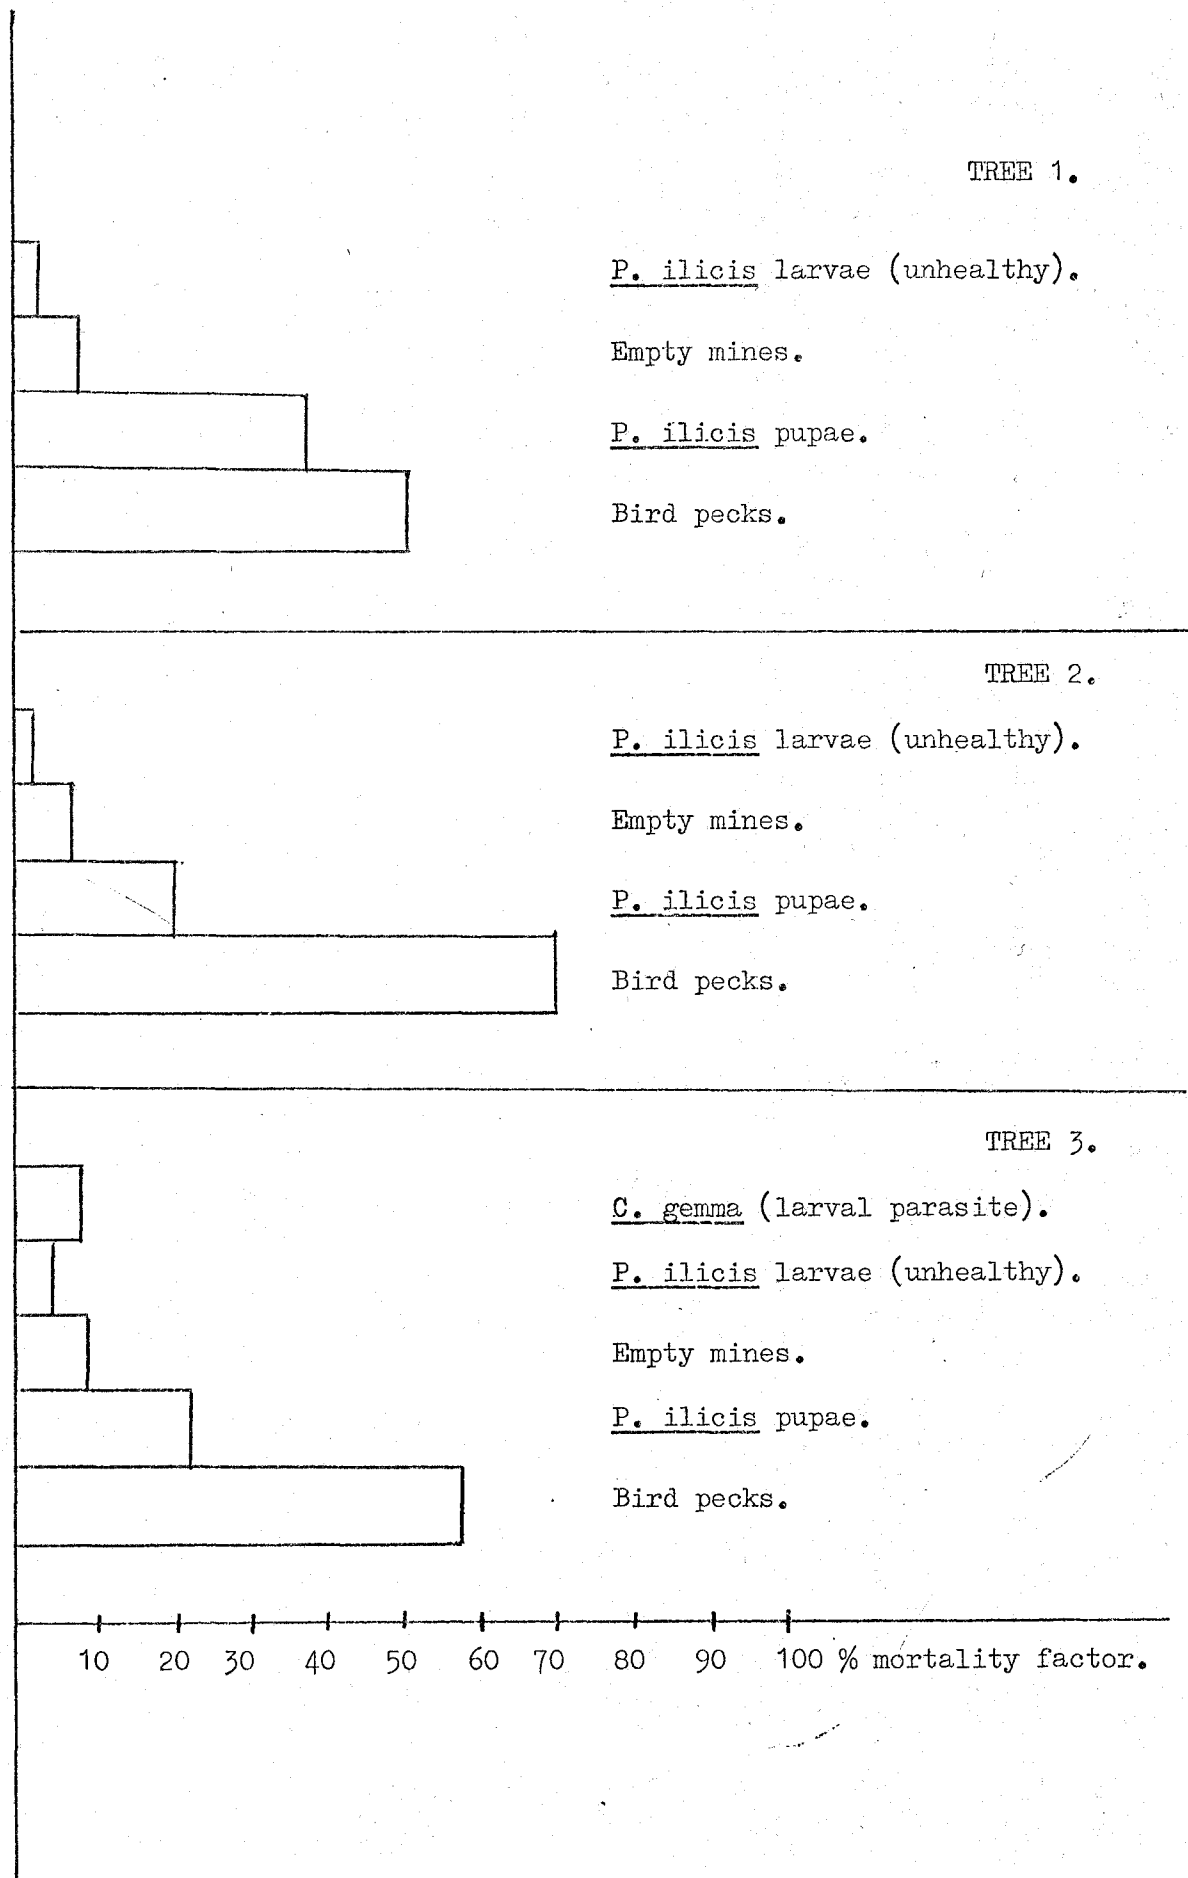 TREE 1.
P. ilicis larvae (unhealthy).
Empty mines.
P. ilicis pupae.
Bird pecks.
TREE 2.
P. ilicis larvae (unhealthy).
Empty mines.
P. ilicis pupae.
Bird pecks.
TREE 3.
C. gemma (larval parasite).
P. ilicis larvae (unhealthy).
Empty mines.
P. ilicis pupae.
Bird pecks.
10 20 30 40 50 60 70 80 90 100 % mortality factor.